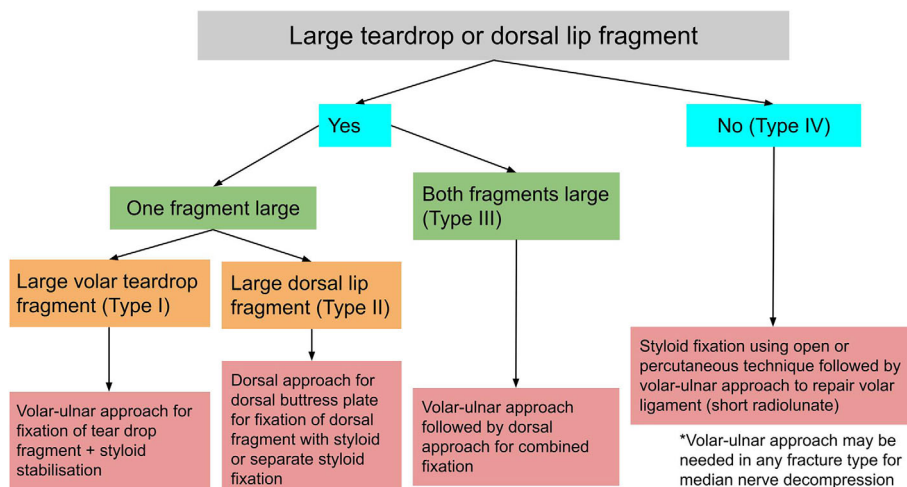 Large teardrop or dorsal lip fragment
Yes
No (Type IV)
One fragment large
Both fragments large
(Type III)
Large volar teardrop
fragment (Type I)
Large dorsal lip
fragment (Type II)
Volar-ulnar approach for
fixation of tear drop
fragment + styloid
stabilisation
Dorsal approach for
dorsal buttress plate
for fixation of dorsal
fragment with styloid
or separate styloid
fixation
Volar-ulnar approach
followed by dorsal
approach for combined
fixation
Styloid fixation using open or
percutaneous technique followed by
volar-ulnar approach to repair volar
ligament (short radiolunate)
*Volar-ulnar approach may be
needed in any fracture type for
median nerve decompression